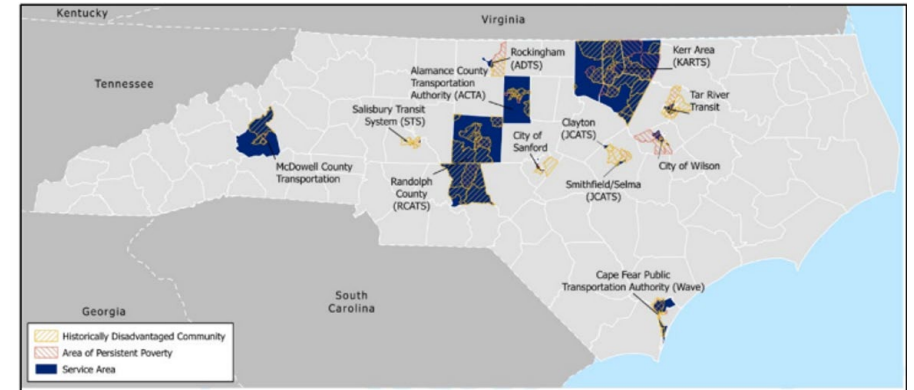 Kentucky
Virginia
Tennessee
Rockingham
(ADTS)
Kerr Area
(KARTS)
Alamance County
Transportation
Authority (ACTA)
Tar River
Transit
Salisbury Transit
System (STS)
Clayton
(JCATS)
City of
Sanford
City of Wilson
McDowell County
Transportation
Randolph
County
(RCATS)
Smithfield/Selma
(JCATS)
Cape Fear Public
Transportation Authority (Wave)
South
Carolina
Georgia
Historically Disadvantaged Community
Area of Persistent Poverty
Service Area